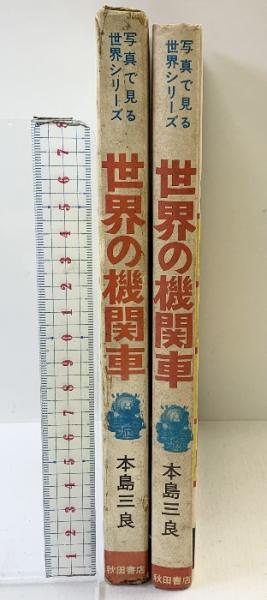 写真で見る
世界シリーズ
世界の機関車
本島三良
秋田書店
写真で見る
世界シリーズ
世界の機関車
本島三良
秋田書店